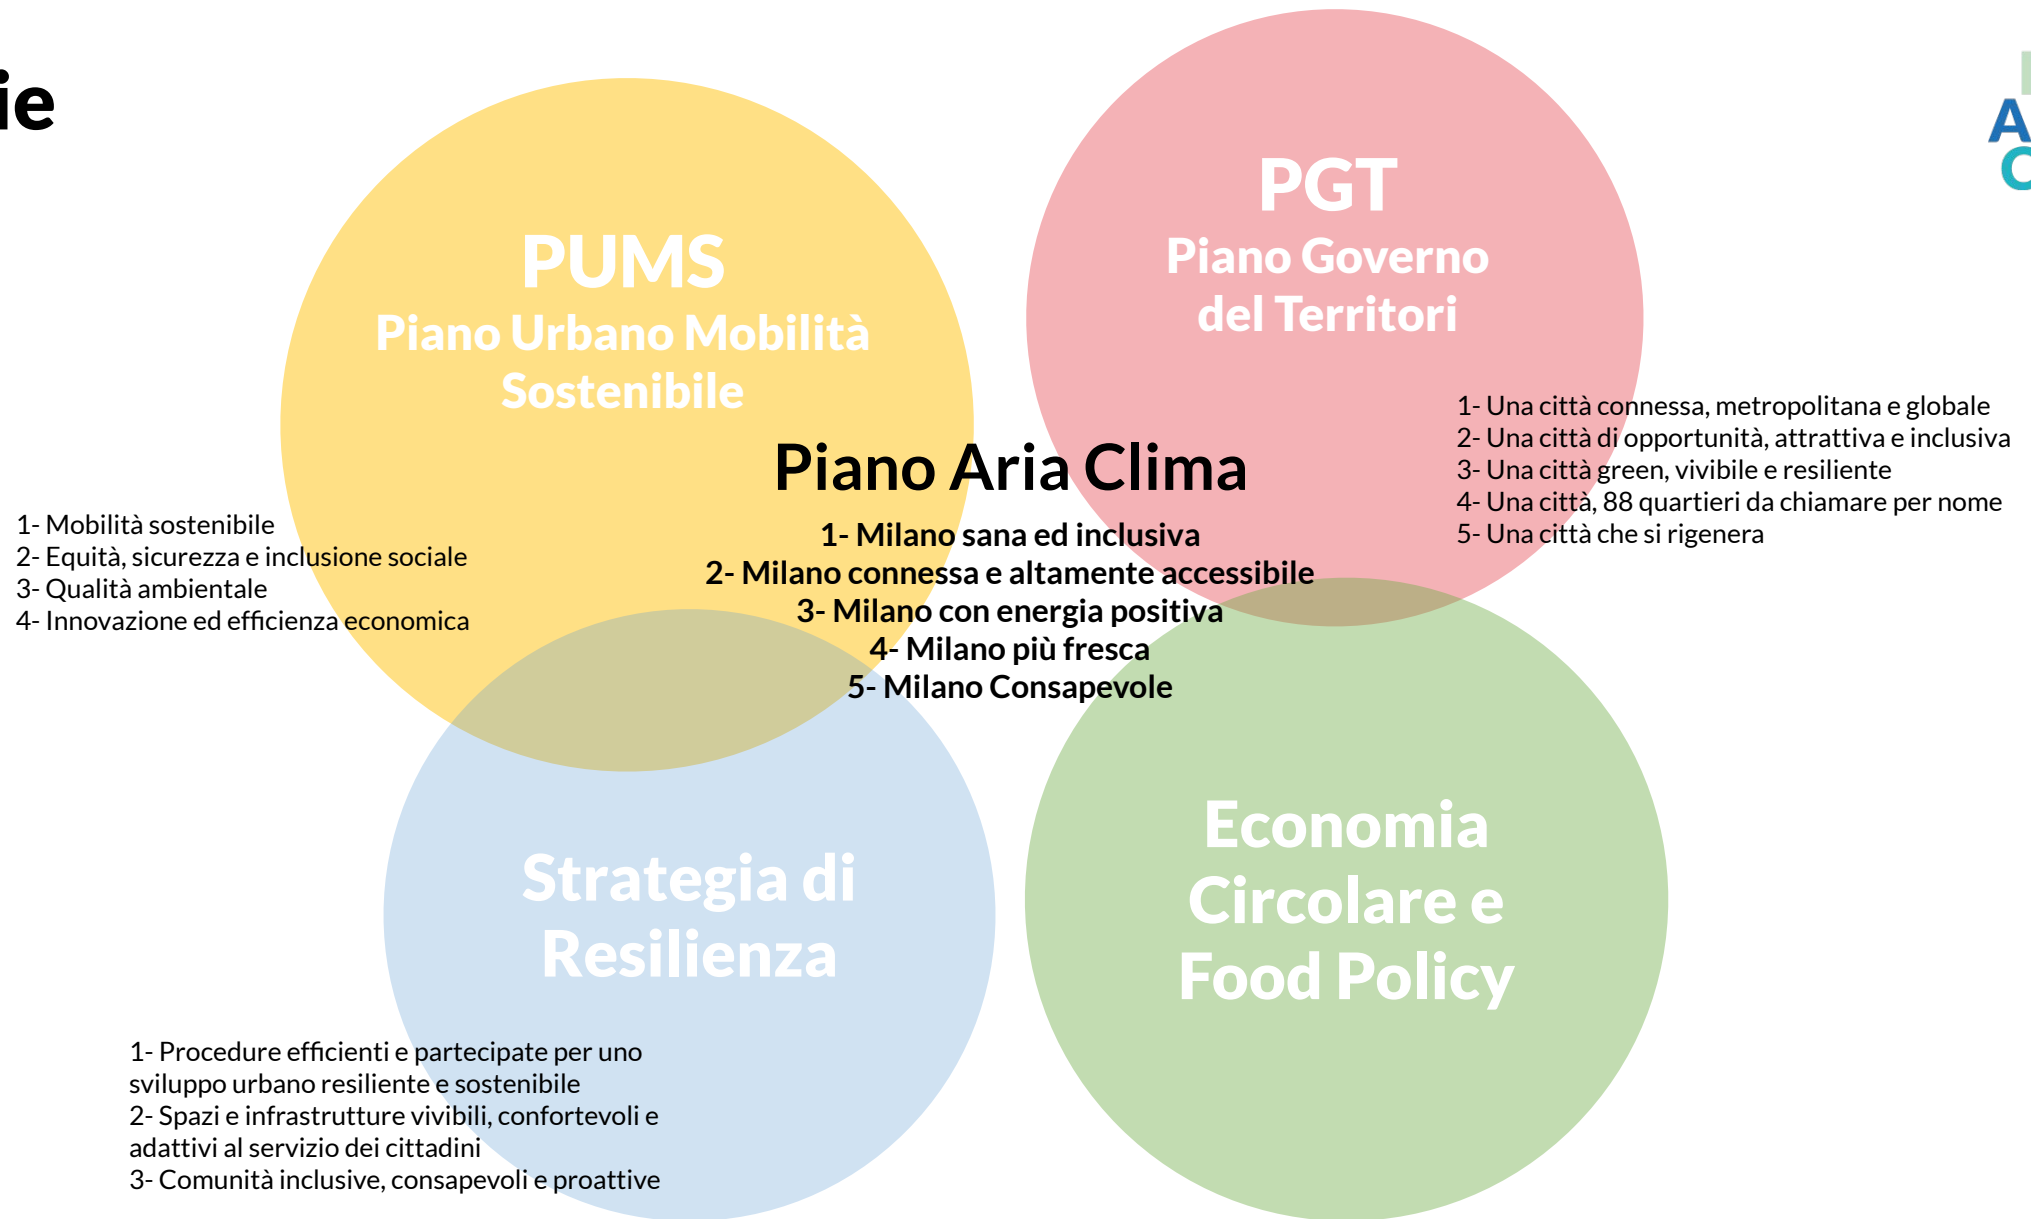 ie
PUMS
Piano Urbano Mobilità
Sostenibile
PGT
Piano Governo
del Territori
A
C
1- Una città connessa, metropolitana e globale
2- Una città di opportunità, attrattiva e inclusiva
3- Una città green, vivibile e resiliente
4- Una città, 88 quartieri da chiamare per nome
5- Una città che si rigenera
Piano Aria Clima
1- Milano sana ed inclusiva
2- Milano connessa e altamente accessibile
3- Milano con energia positiva
4- Milano più fresca
5- Milano Consapevole
1- Mobilità sostenibile
2- Equità, sicurezza e inclusione sociale
3- Qualità ambientale
4- Innovazione ed efficienza economica
Strategia di
Resilienza
Economia
Circolare e
Food Policy
1- Procedure efficienti e partecipate per uno
sviluppo urbano resiliente e sostenibile
2- Spazi e infrastrutture vivibili, confortevoli e
adattivi al servizio dei cittadini
3- Comunità inclusive, consapevoli e proattive